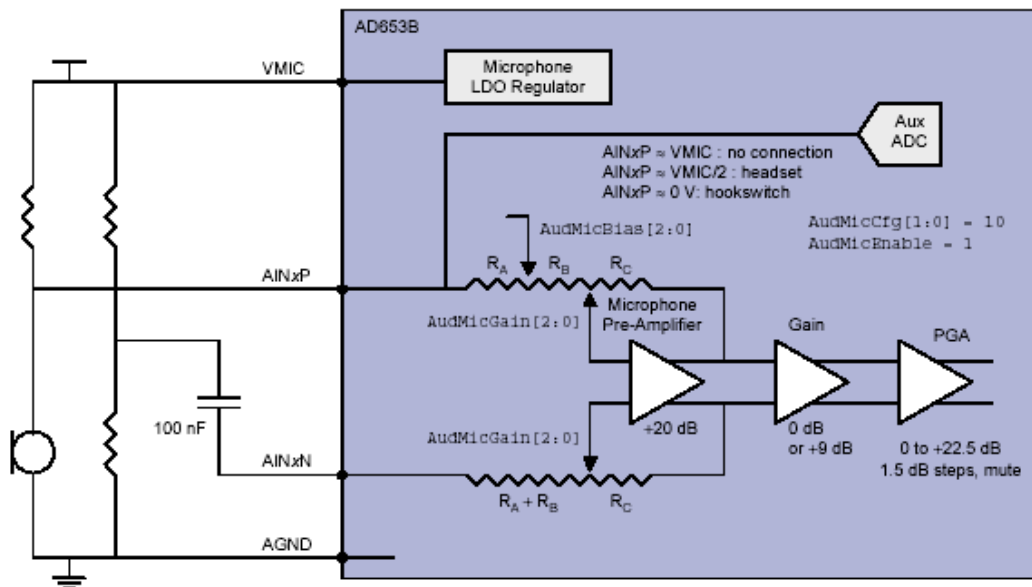 AD653B
VMIC
Microphone
LDO Regulator
Aux
ADC
AINxP ≈ VMIC : no connection
AINxP ≈ VMIC/2 : headset
AINxP ≈ 0 V: hookswitch
AudMicCfg[1:0] = 10
AudMicEnable = 1
AudMicBias[2:0]
RA RB RC
AINxP
AudMicGain[2:0]
Microphone
Pre-Amplifier
Gain
PGA
100 nF
AudMicGain[2:0]
+20 dB
0 dB
or +9 dB
0 to +22.5 dB
1.5 dB steps, mute
AINxN
RA + RB RC
AGND